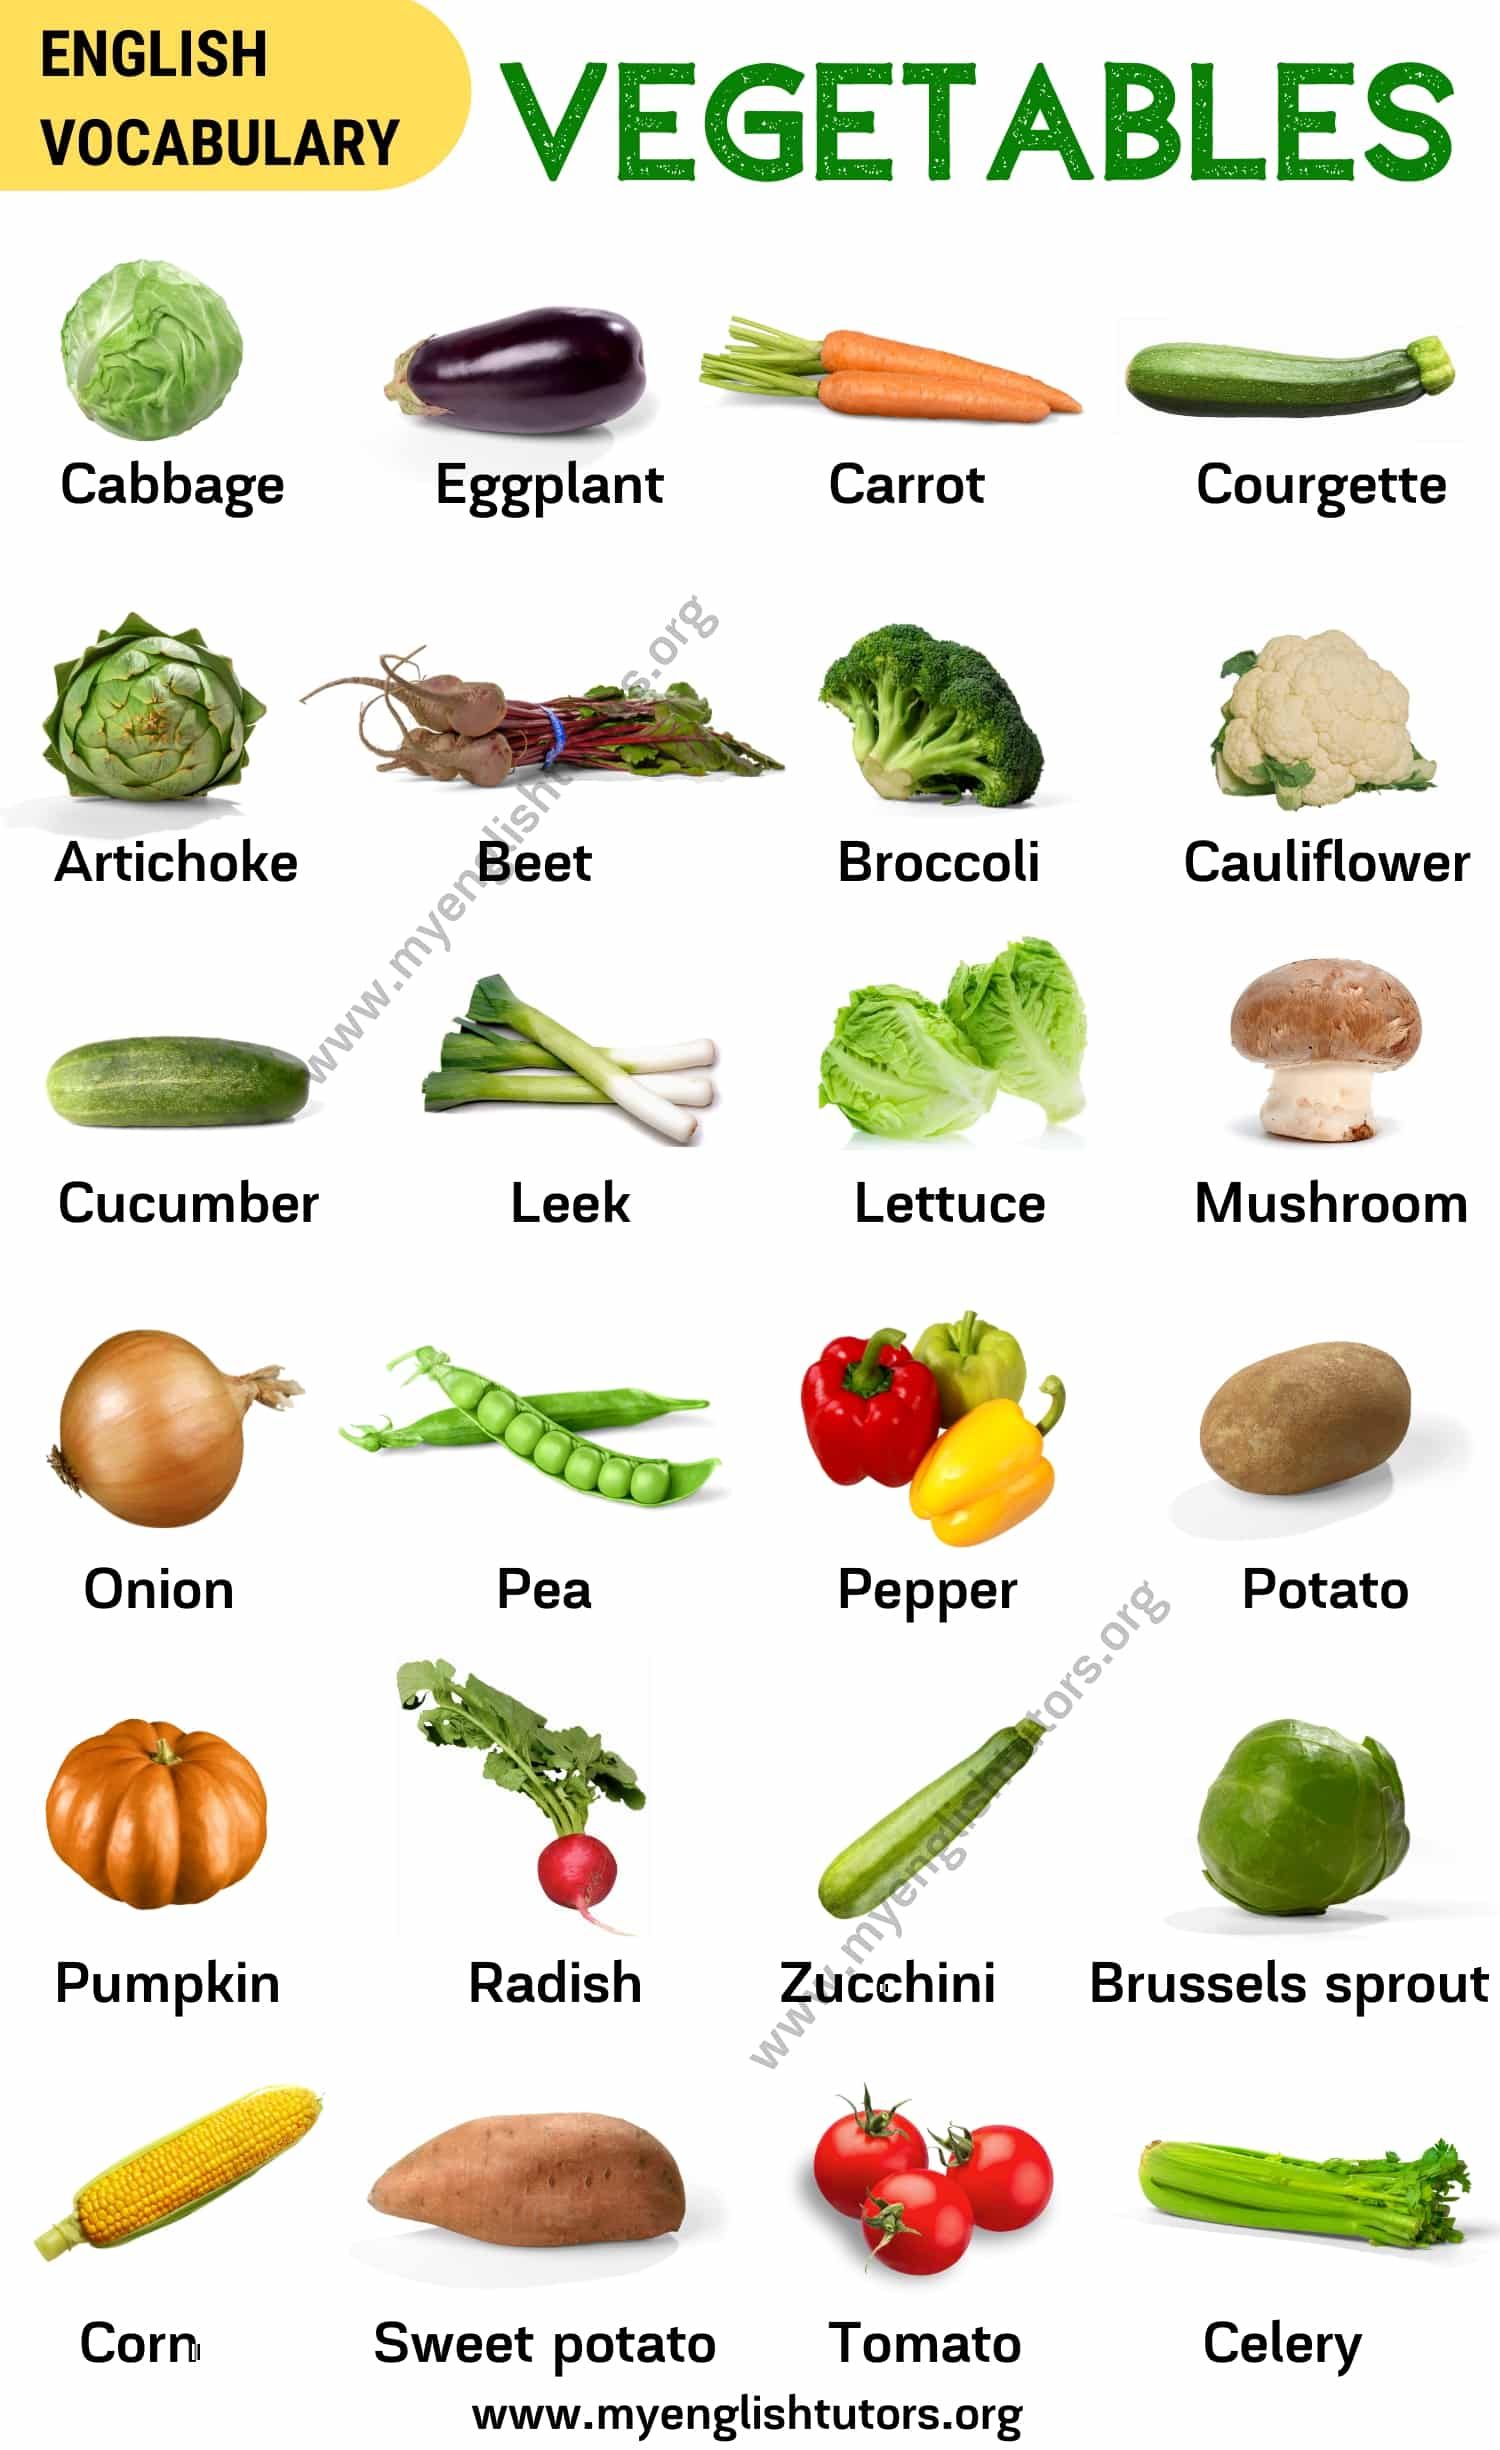 ENGLISH
VOCABULARY
VEGETABLES
Cabbage
Eggplant
Carrot
Courgette
Artichoke
Beet
Broccoli
Cauliflower
www.myenglishtutors.org
Cucumber
Leek
Lettuce
Mushroom
Onion
Pea
Pepper
Potato
Pumpkin
Radish
Zucchini
Brussels sprout
www.myenglishtutors.org
Corn
Sweet potato
Tomato
Celery
www.myenglishtutors.org